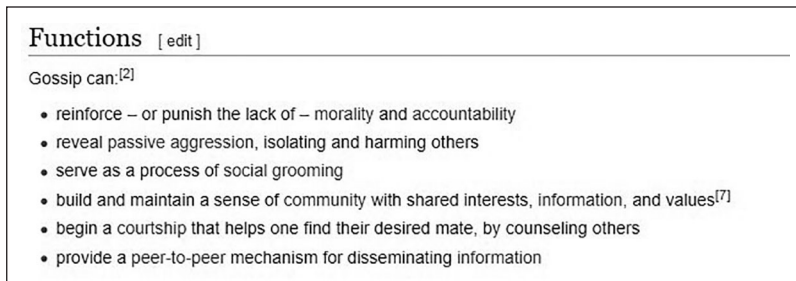 Functions [ edit ]
Gossip can:[2]
• reinforce – or punish the lack of – morality and accountability
• reveal passive aggression, isolating and harming others
• serve as a process of social grooming
• build and maintain a sense of community with shared interests, information, and values[7]
• begin a courtship that helps one find their desired mate, by counseling others
• provide a peer-to-peer mechanism for disseminating information